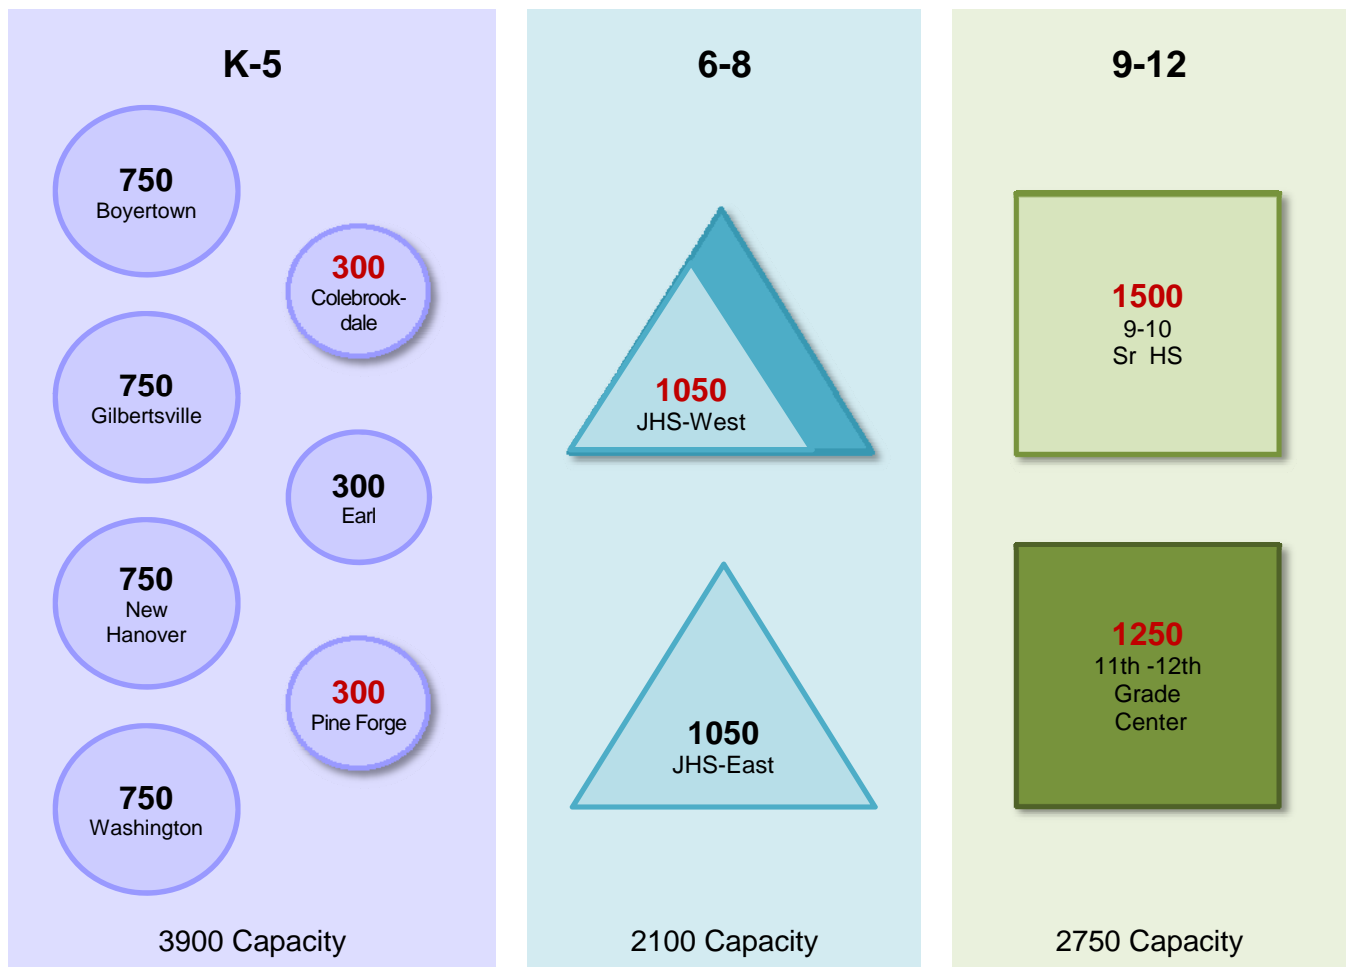 K-5
750
Boyertown
300
Colebrook-
dale
750
Gilbertsville
300
Earl
750
New
Hanover
300
Pine Forge
750
Washington
3900 Capacity
6-8
1050
JHS-West
1050
JHS-East
2100 Capacity
9-12
1500
9-10
Sr HS
1250
11th -12th
Grade
Center
2750 Capacity